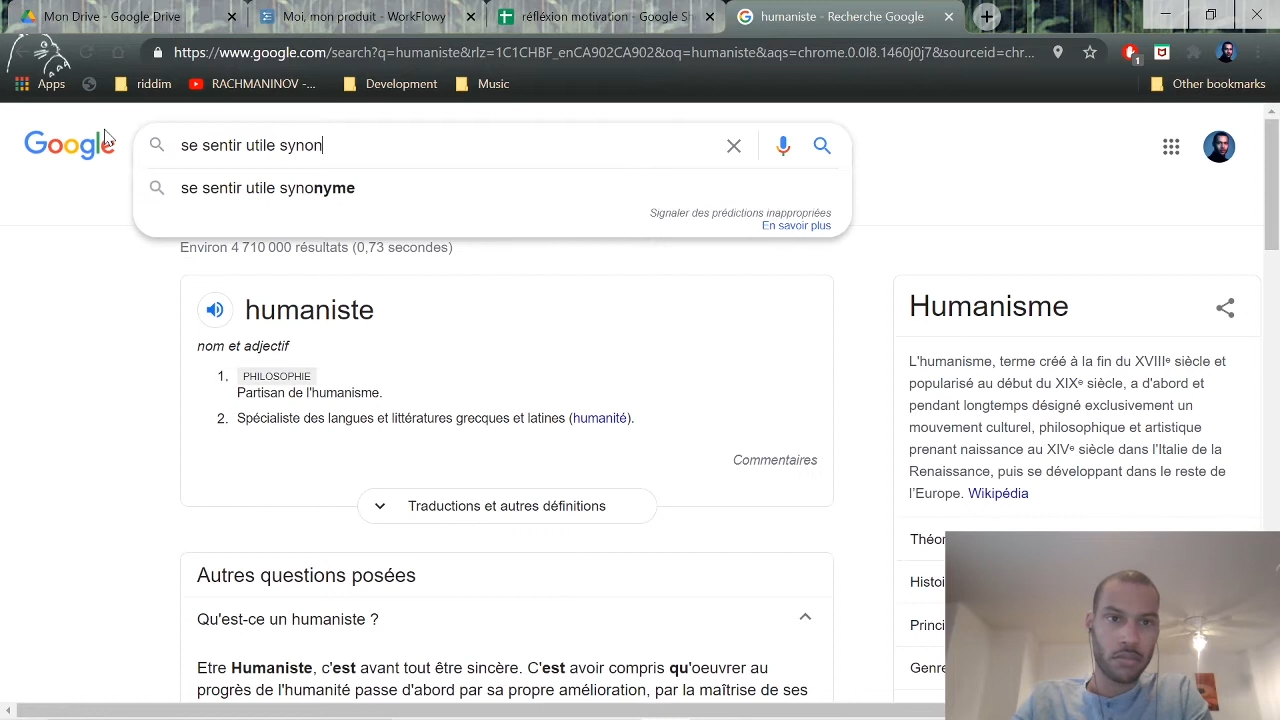 Mon Drive - Google Drive
Moi, mon produit - WorkFlowy
réfléxion motivation - Google S
humaniste - Recherche Google
https://www.google.com/search?q=humaniste&rlz=1C1CHBF_enCA902CA902&oq=humaniste&aqs=chrome.0.0l8.1460j0j7&sourceid=chr...
1
Apps
riddim
RACHMANINOV -...
Development
Music
Other bookmarks
Google
se sentir utile synon
se sentir utile synonyme
Signaler des prédictions inappropriées
En savoir plus
Environ 4 710 000 résultats (0,73 secondes)
humaniste
nom et adjectif
1. PHILOSOPHIE
Partisan de l'humanisme.
2. Spécialiste des langues et littératures grecques et latines (humanité).
Commentaires
Traductions et autres définitions
Autres questions posées
Qu'est-ce un humaniste ?
Etre Humaniste, c'est avant tout être sincère. C'est avoir compris qu'oeuvrer au
progrès de l'humanité passe d'abord par sa propre amélioration, par la maîtrise de ses
Humanisme
L'humanisme, terme créé à la fin du XVIIIe siècle et
popularisé au début du XIXe siècle, a d'abord et
pendant longtemps désigné exclusivement un
mouvement culturel, philosophique et artistique
prenant naissance au XIVe siècle dans l'Italie de la
Renaissance, puis se développant dans le reste de
l'Europe. Wikipédia
Théor
Histoi
Princi
Genre